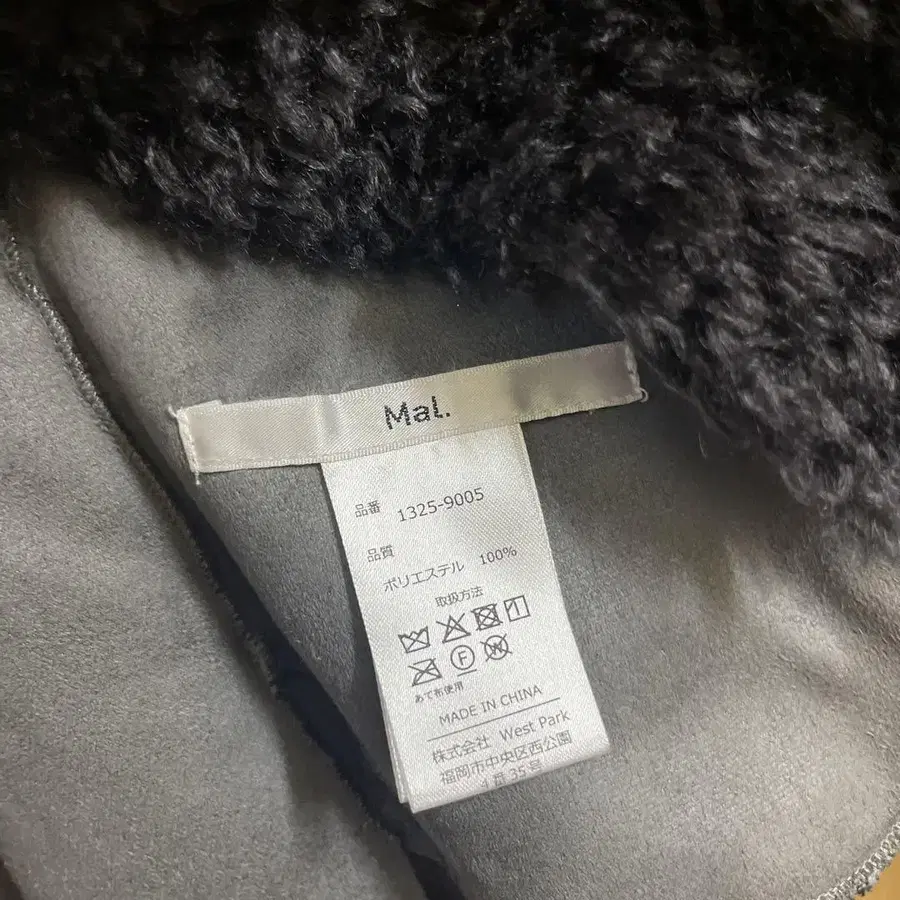 Mal.
品番 1325-9005
品質
ポリエステル 100%
取扱方法
F W
あて布使用
MADE IN CHINA
株式会社 West Park
福岡市中央区西公園
番35号